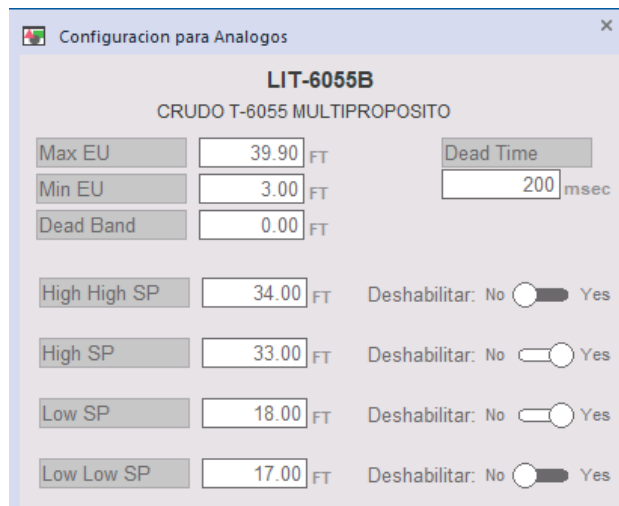 Configuracion para Analogos
×
LIT-6055B
CRUDO T-6055 MULTIPROPOSITO
Max EU 39.90 FT Dead Time
Min EU 3.00 FT 200 msec
Dead Band 0.00 FT
High High SP 34.00 FT Deshabilitar: No Yes
High SP 33.00 FT Deshabilitar: No Yes
Low SP 18.00 FT Deshabilitar: No Yes
Low Low SP 17.00 FT Deshabilitar: No Yes